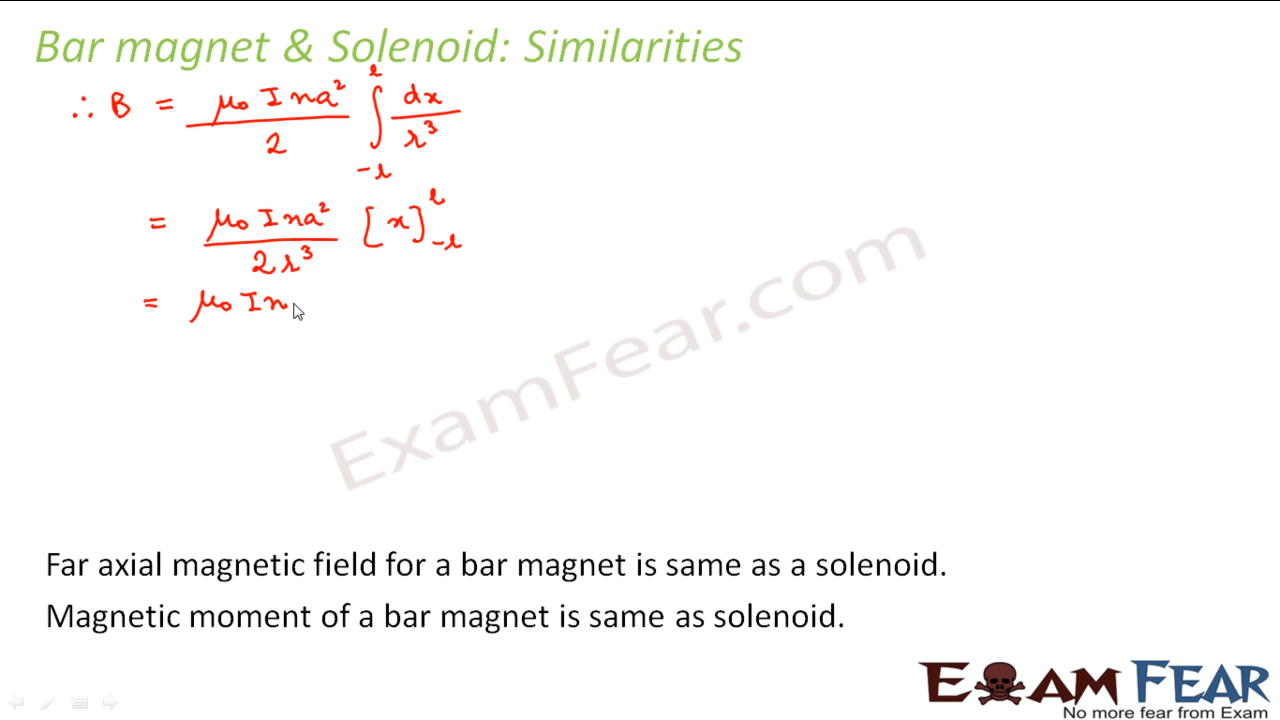 Bar magnet & Solenoid: Similarities
∴ B = μ₀Ina²/2 ∫₋ₗˡ dx/r³
= μ₀Ina²/2r³ [x]₋ₗˡ
= μ₀In
ExamFear.com
Far axial magnetic field for a bar magnet is same as a solenoid.
Magnetic moment of a bar magnet is same as solenoid.
EXAM FEAR
No more fear from Exam